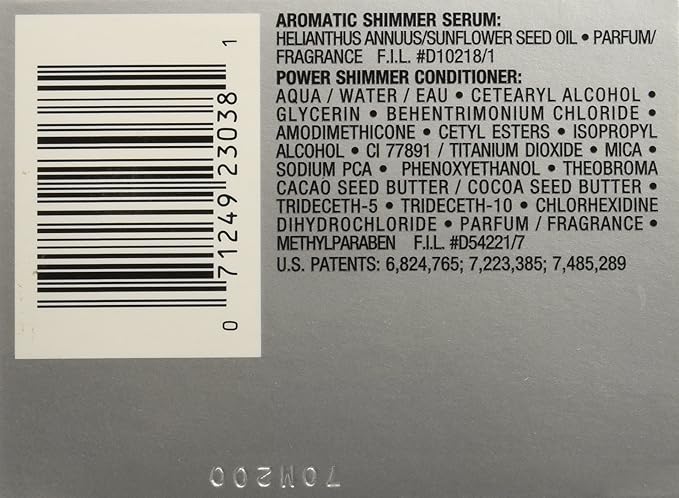 AROMATIC SHIMMER SERUM:
HELIANTHUS ANNUUS/SUNFLOWER SEED OIL • PARFUM/
FRAGRANCE F.I.L. #D10218/1
POWER SHIMMER CONDITIONER:
AQUA / WATER / EAU • CETEARYL ALCOHOL •
GLYCERIN • BEHENTRIMONIUM CHLORIDE •
AMODIMETHICONE • CETYL ESTERS • ISOPROPYL
ALCOHOL • CI 77891 / TITANIUM DIOXIDE • MICA •
SODIUM PCA • PHENOXYETHANOL • THEOBROMA
CACAO SEED BUTTER / COCOA SEED BUTTER •
TRIDECETH-5 • TRIDECETH-10 • CHLORHEXIDINE
DIHYDROCHLORIDE • PARFUM / FRAGRANCE •
METHYLPARABEN F.I.L. #D54221/7
U.S. PATENTS: 6,824,765; 7,223,385; 7,485,289
0 71249 23038 1
70M200